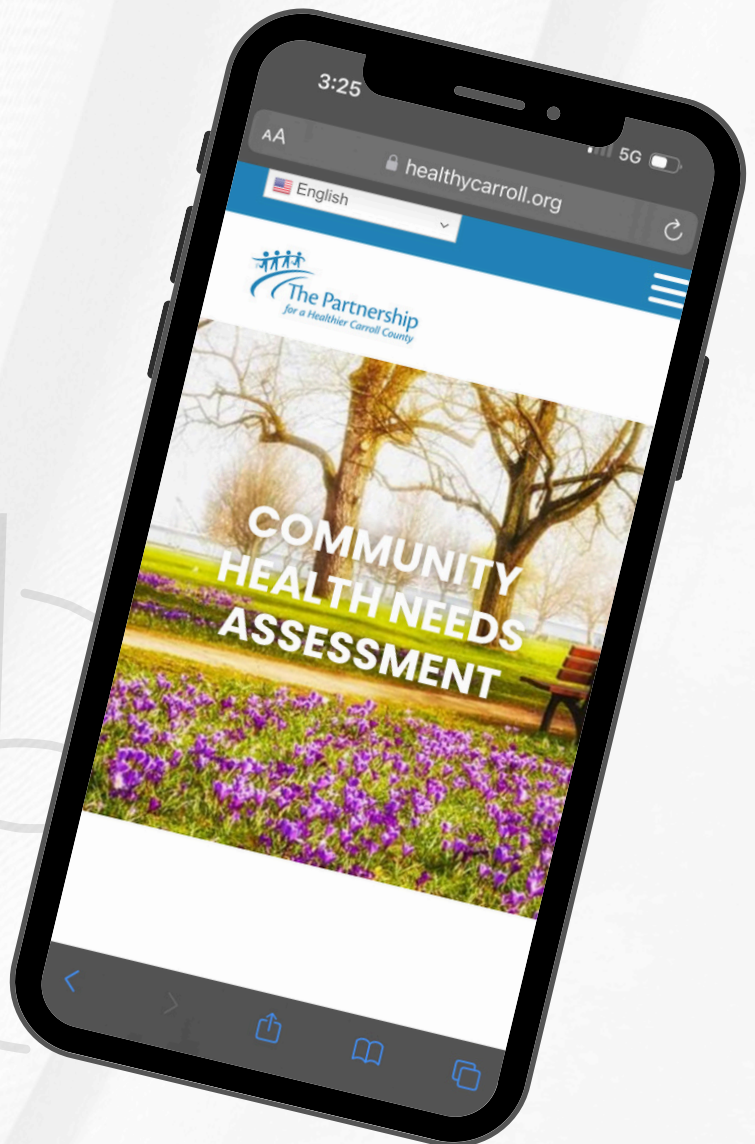 3:25
5G
AA
healthycarroll.org
English
The Partnership
for a Healthier Carroll County
COMMUNITY
HEALTH NEEDS
ASSESSMENT